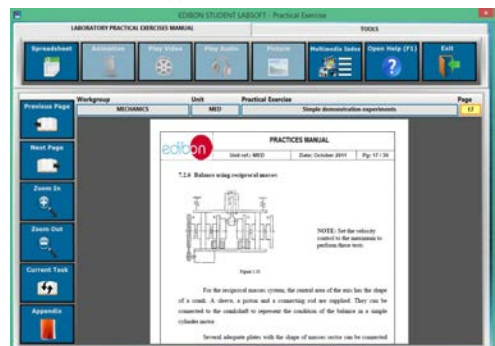 EDIBON STUDENT LABSOFT - Practical Exercise
LABORATORY PRACTICAL EXERCISES MANUAL
TOOLS
Spreadsheet
Animation
Play Video
Play Audio
Picture
Multimedia Index
Open Help (F1)
Exit
Workgroup
Unit
Practical Exercise
Page
MECHANICS
MED
Simple demonstration experiments
17
Previous Page
Next Page
Zoom In
Zoom Out
Current Task
Appendix
edibon
PRACTICES MANUAL
Unit ref.: MED
Date: October 2011
Pg: 17 / 36
7.2.6 Balance using reciprocal masses
NOTE: Set the velocity
control to the maximum to
perform these tests.
For the reciprocal masses system, the central area of the axis has the shape
of a crank. A sleeve, a piston and a connecting rod are supplied. They can be
connected to the crankshaft to represent the condition of the balance in a simple
cylinder motor.
Several adequate plates with the shape of masses sector can be connected